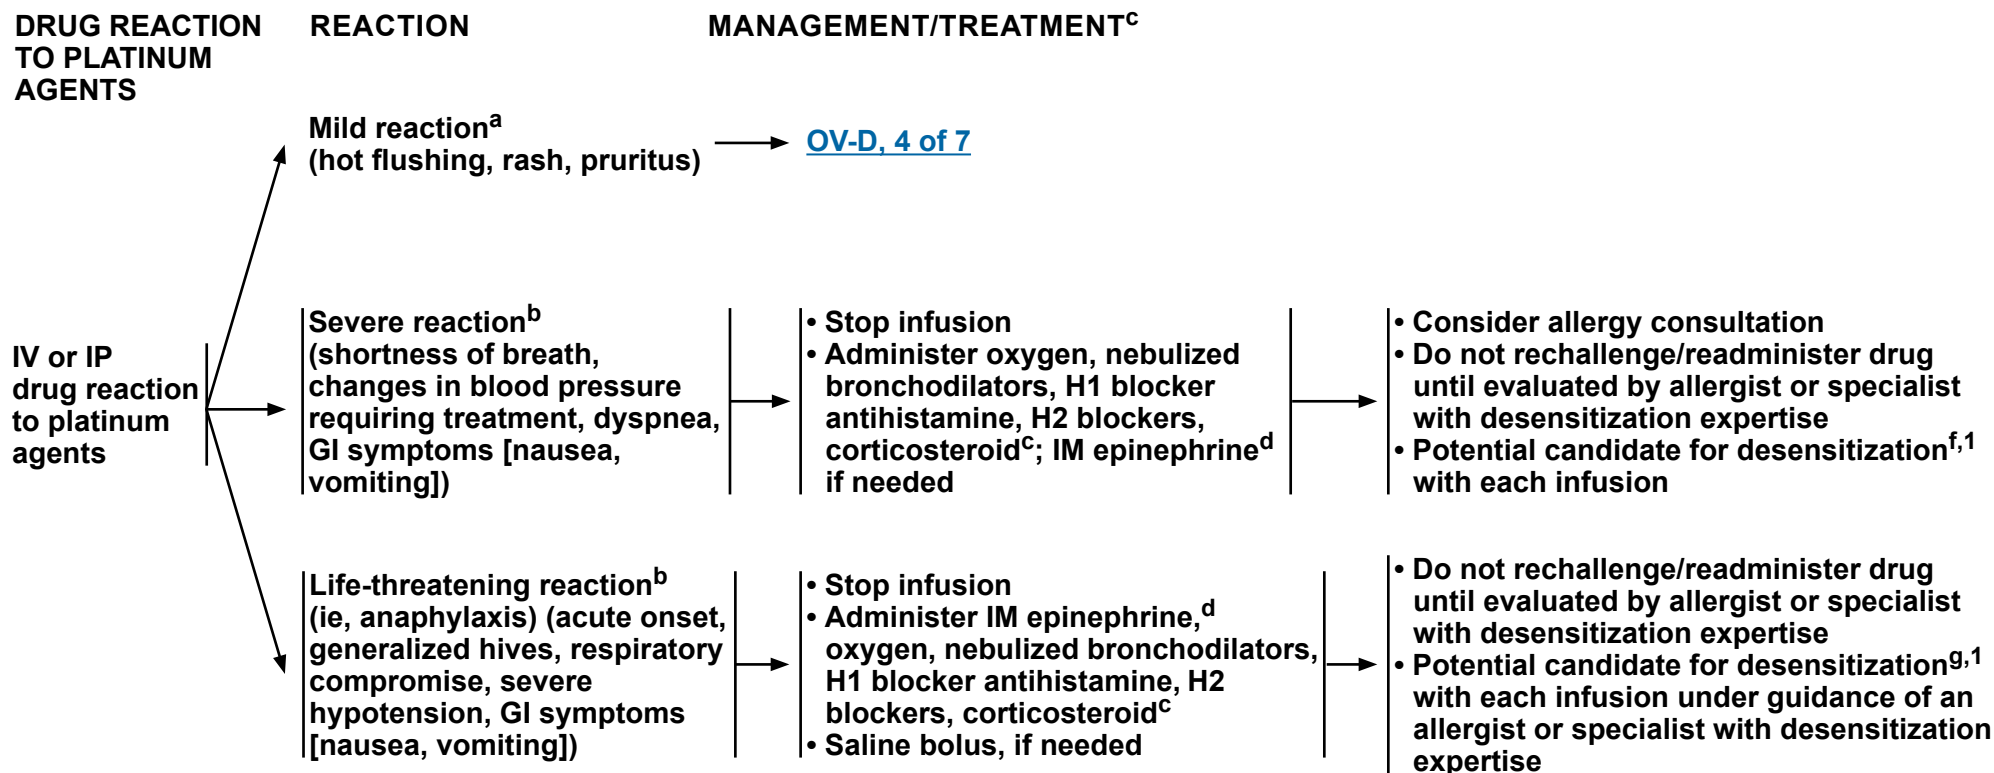 DRUG REACTION
TO PLATINUM
AGENTS
REACTION
MANAGEMENT/TREATMENTc
Mild reactiona
(hot flushing, rash, pruritus)
OV-D, 4 of 7
IV or IP
drug reaction
to platinum
agents
Severe reactionb
(shortness of breath,
changes in blood pressure
requiring treatment, dyspnea,
GI symptoms [nausea,
vomiting])
• Stop infusion
• Administer oxygen, nebulized
bronchodilators, H1 blocker
antihistamine, H2 blockers,
corticosteroidc; IM epinephrined
if needed
• Consider allergy consultation
• Do not rechallenge/readminister drug
until evaluated by allergist or specialist
with desensitization expertise
• Potential candidate for desensitizationf,1
with each infusion
Life-threatening reactionb
(ie, anaphylaxis) (acute onset,
generalized hives, respiratory
compromise, severe
hypotension, GI symptoms
[nausea, vomiting])
• Stop infusion
• Administer IM epinephrine,d
oxygen, nebulized bronchodilators,
H1 blocker antihistamine, H2
blockers, corticosteroidc
• Saline bolus, if needed
• Do not rechallenge/readminister drug
until evaluated by allergist or specialist
with desensitization expertise
• Potential candidate for desensitizationg,1
with each infusion under guidance of an
allergist or specialist with desensitization
expertise